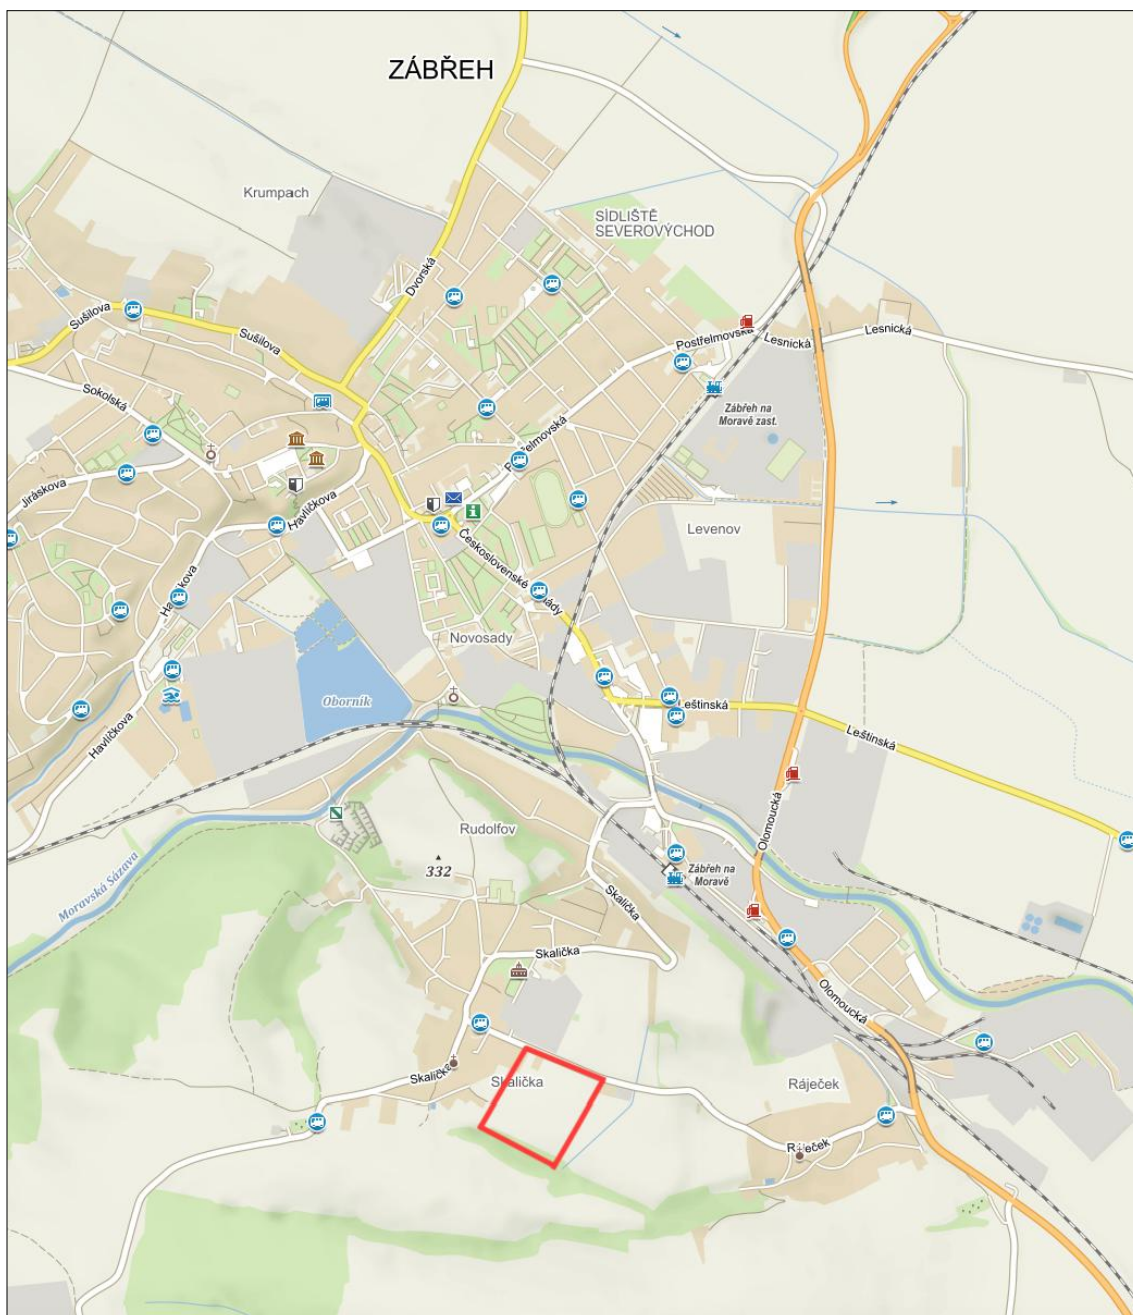 ZÁBŘEH
Krumpach
SÍDLIŠTĚ
SEVEROVÝCHOD
Dvorská
Sušilova
Sušilova
Postřelmovská
Lesnická
Lesnická
Sokolská
Zábřeh na
Moravě zast.
Postřelmovská
Jiráskova
Havlíčkova
Levenov
Československé armády
Havlíčkova
Novosady
Oborník
Leštinská
Leštinská
Havlíčkova
Olomoucká
Rudolfov
332
Zábřeh na
Moravě
Moravská Sázava
Skalička
Skalička
Olomoucká
Skalička
Skalička
Ráječek
Ráječek